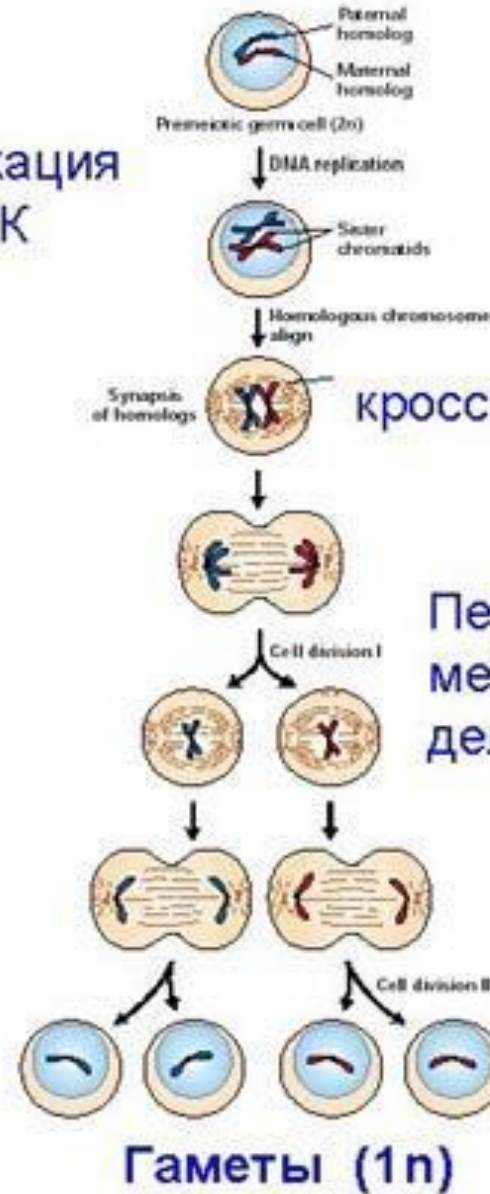 Paternal
homolog
Maternal
homolog
Premeiotic germ cell (2n)
кация
К
DNA replication
Sister
chromatids
Homologous chromosome
align
Synapsis
of homologs
кросс
Пе
ме
дел
Cell division I
Cell division II
Гаметы (1n)